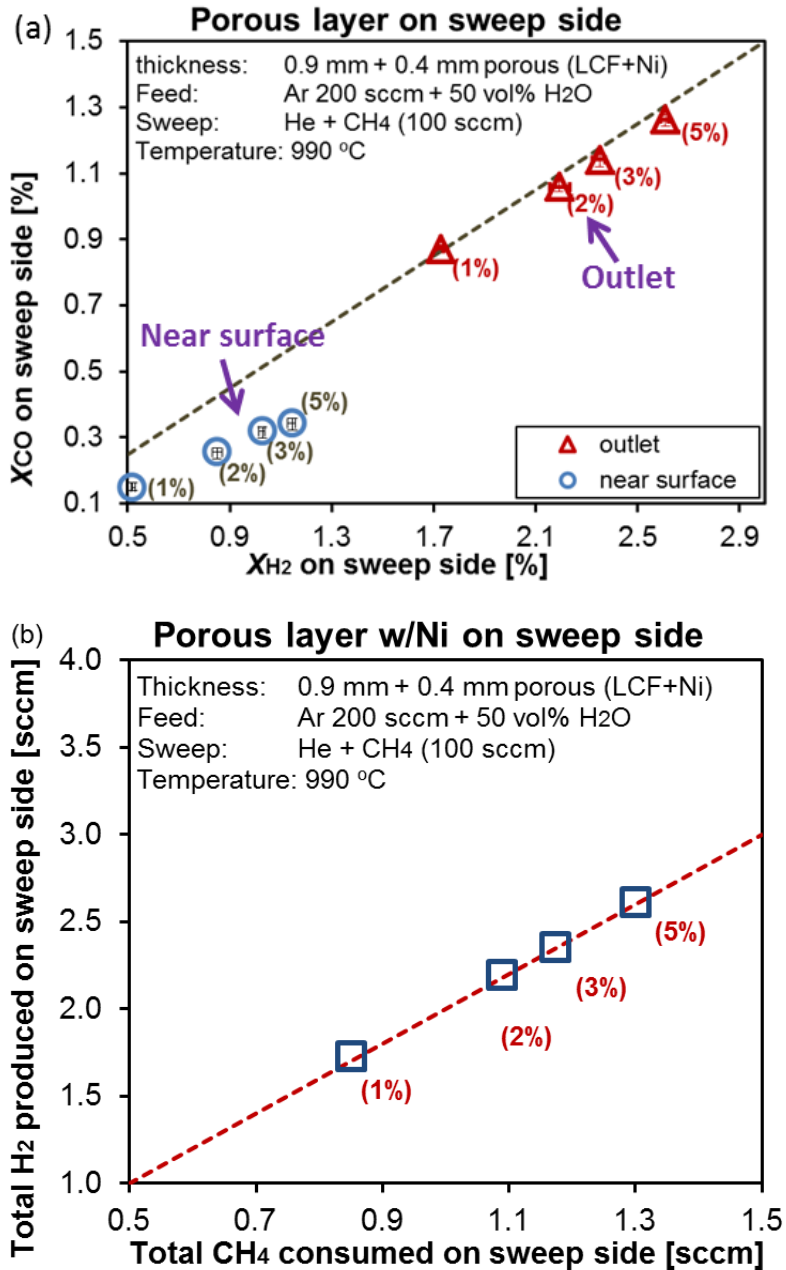 (a) Porous layer on sweep side
thickness: 0.9 mm + 0.4 mm porous (LCF+Ni)
Feed: Ar 200 sccm + 50 vol% H2O
Sweep: He + CH4 (100 sccm)
Temperature: 990 oC
XCO on sweep side [%]
1.5
1.3
1.1
0.9
0.7
0.5
0.3
0.1
(5%)
(3%)
(2%)
(1%)
Outlet
Near surface
(5%)
(3%)
(2%)
(1%)
outlet
near surface
0.5 0.9 1.3 1.7 2.1 2.5 2.9
XH2 on sweep side [%]
(b) Porous layer w/Ni on sweep side
Thickness: 0.9 mm + 0.4 mm porous (LCF+Ni)
Feed: Ar 200 sccm + 50 vol% H2O
Sweep: He + CH4 (100 sccm)
Temperature: 990 oC
Total H2 produced on sweep side [sccm]
4.0
3.5
3.0
2.5
2.0
1.5
1.0
(5%)
(3%)
(2%)
(1%)
0.5 0.7 0.9 1.1 1.3 1.5
Total CH4 consumed on sweep side [sccm]